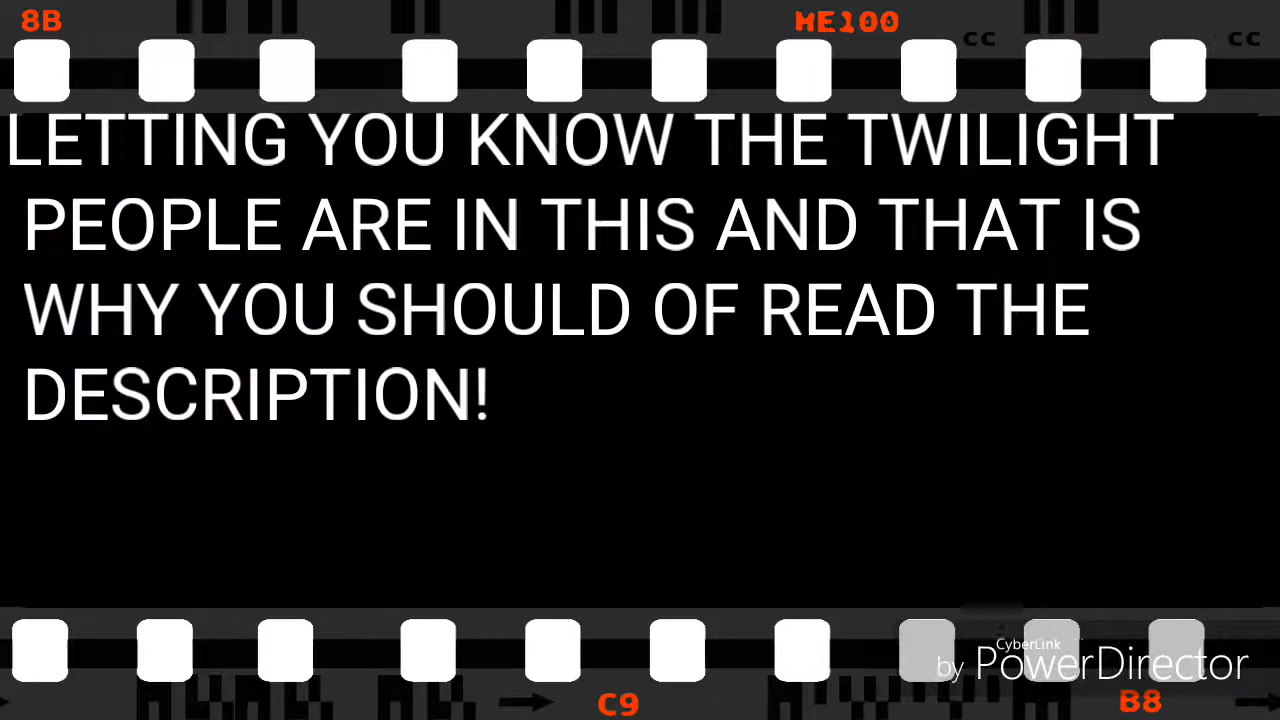 8B
ME100
CC
CC
LETTING YOU KNOW THE TWILIGHT
PEOPLE ARE IN THIS AND THAT IS
WHY YOU SHOULD OF READ THE
DESCRIPTION!
CyberLink
by PowerDirector
C9
B8